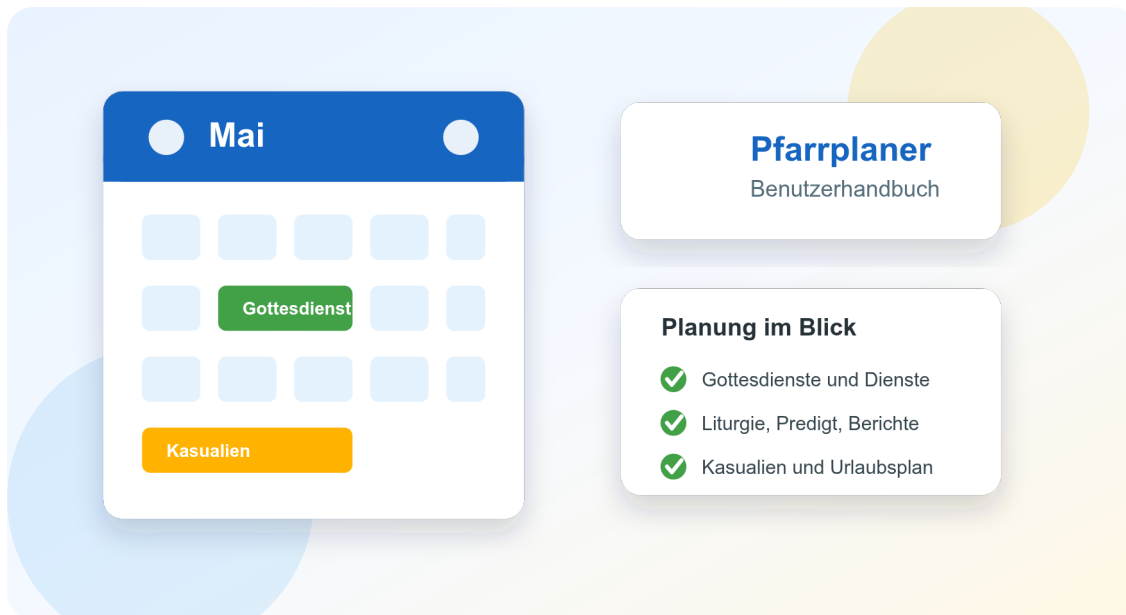 Mai
Gottesdienst
Kasualien
Pfarrplaner
Benutzerhandbuch
Planung im Blick
Gottesdienste und Dienste
Liturgie, Predigt, Berichte
Kasualien und Urlaubsplan